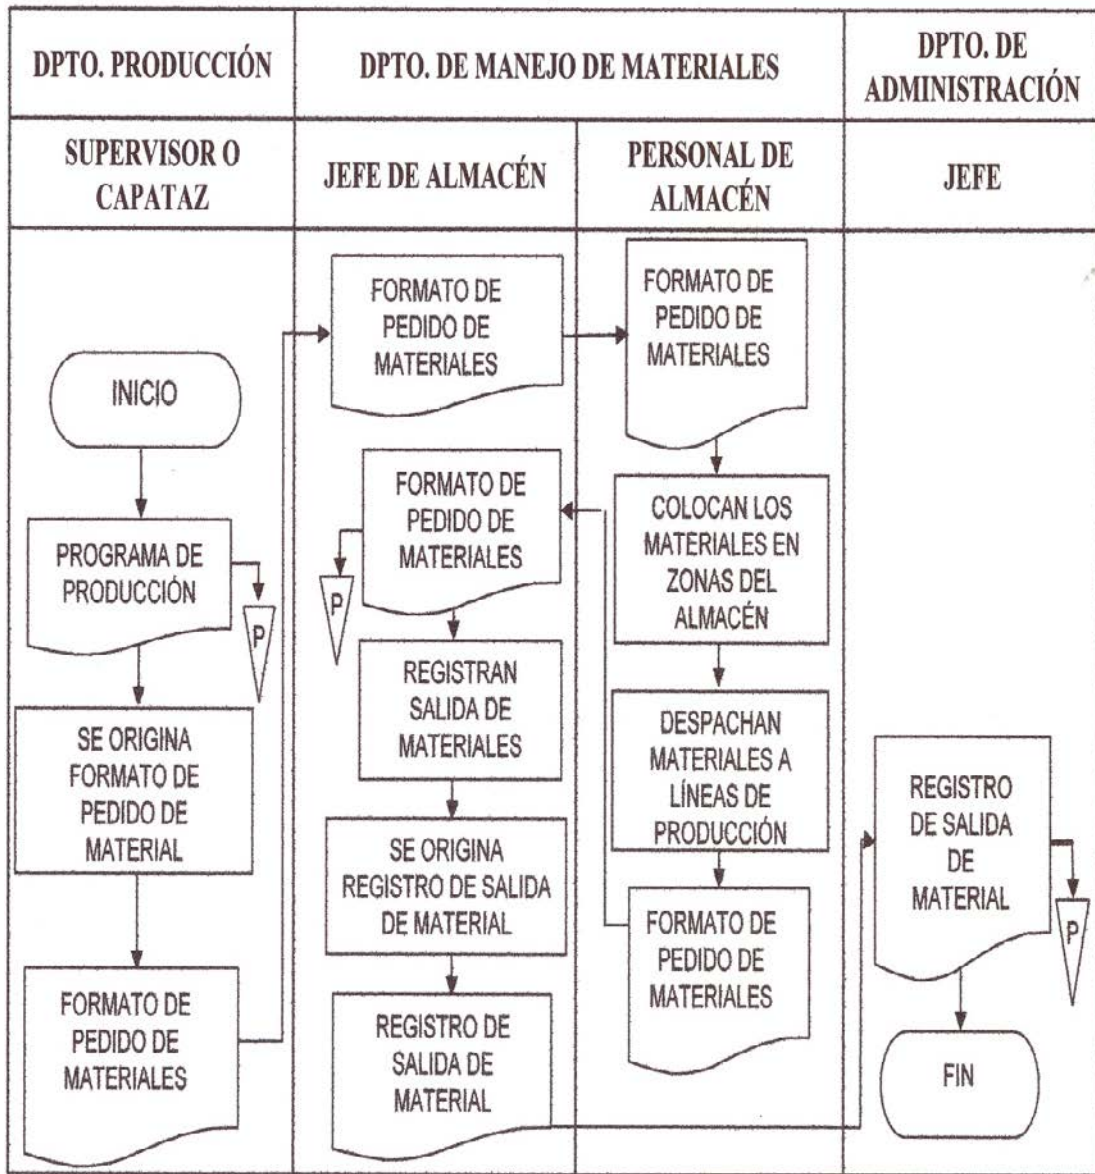 DPTO. PRODUCCIÓN
DPTO. DE MANEJO DE MATERIALES
DPTO. DE
ADMINISTRACIÓN
SUPERVISOR O
CAPATAZ
JEFE DE ALMACÉN
PERSONAL DE
ALMACÉN
JEFE
INICIO
PROGRAMA DE
PRODUCCIÓN
P
SE ORIGINA
FORMATO DE
PEDIDO DE
MATERIAL
FORMATO DE
PEDIDO DE
MATERIALES
FORMATO DE
PEDIDO DE
MATERIALES
FORMATO DE
PEDIDO DE
MATERIALES
P
REGISTRAN
SALIDA DE
MATERIALES
SE ORIGINA
REGISTRO DE SALIDA
DE MATERIAL
REGISTRO DE
SALIDA DE
MATERIAL
FORMATO DE
PEDIDO DE
MATERIALES
COLOCAN LOS
MATERIALES EN
ZONAS DEL
ALMACÉN
DESPACHAN
MATERIALES A
LÍNEAS DE
PRODUCCIÓN
FORMATO DE
PEDIDO DE
MATERIALES
REGISTRO
DE SALIDA
DE
MATERIAL
P
FIN